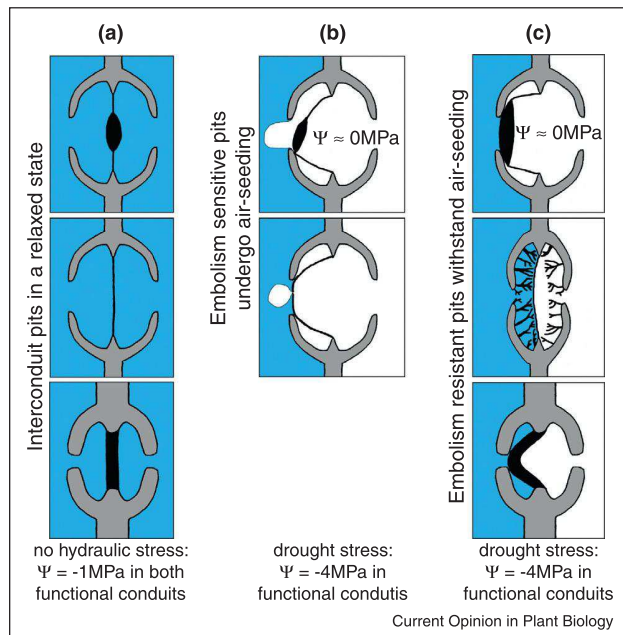 (a)
(b)
(c)
Interconduit pits in a relaxed state
Embolism sensitive pits
undergo air-seeding
Embolism resistant pits withstand air-seeding
Ψ ≈ 0MPa
Ψ ≈ 0MPa
no hydraulic stress:
Ψ = -1MPa in both
functional conduits
drought stress:
Ψ = -4MPa in
functional condutis
drought stress:
Ψ = -4MPa in
functional conduits
Current Opinion in Plant Biology